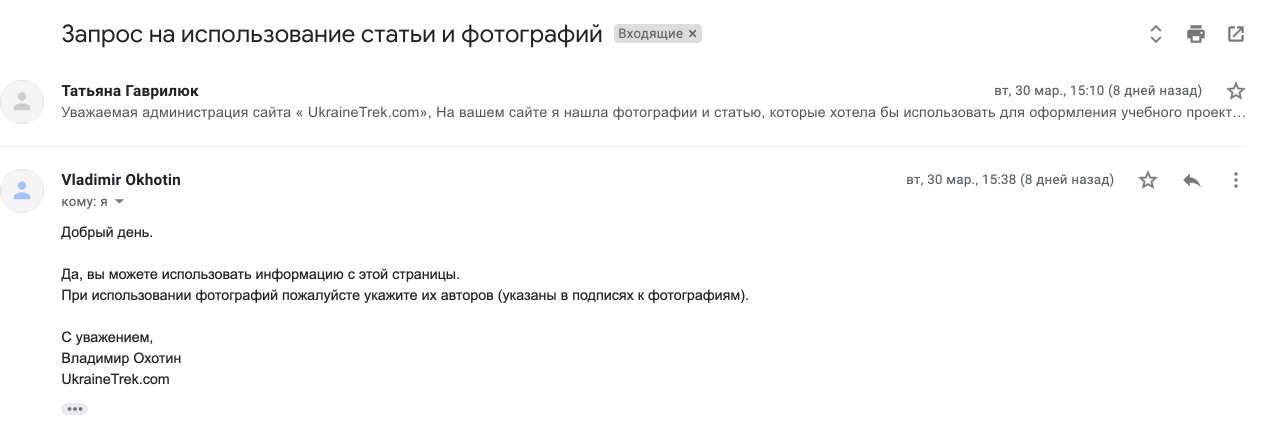 Запрос на использование статьи и фотографий Входящие ×
Татьяна Гаврилюк вт, 30 мар., 15:10 (8 дней назад)
Уважаемая администрация сайта « UkraineTrek.com», На вашем сайте я нашла фотографии и статью, которые хотела бы использовать для оформления учебного проект…
Vladimir Okhotin вт, 30 мар., 15:38 (8 дней назад)
кому: я
Добрый день.
Да, вы можете использовать информацию с этой страницы.
При использовании фотографий пожалуйсте укажите их авторов (указаны в подписях к фотографиям).
С уважением,
Владимир Охотин
UkraineTrek.com